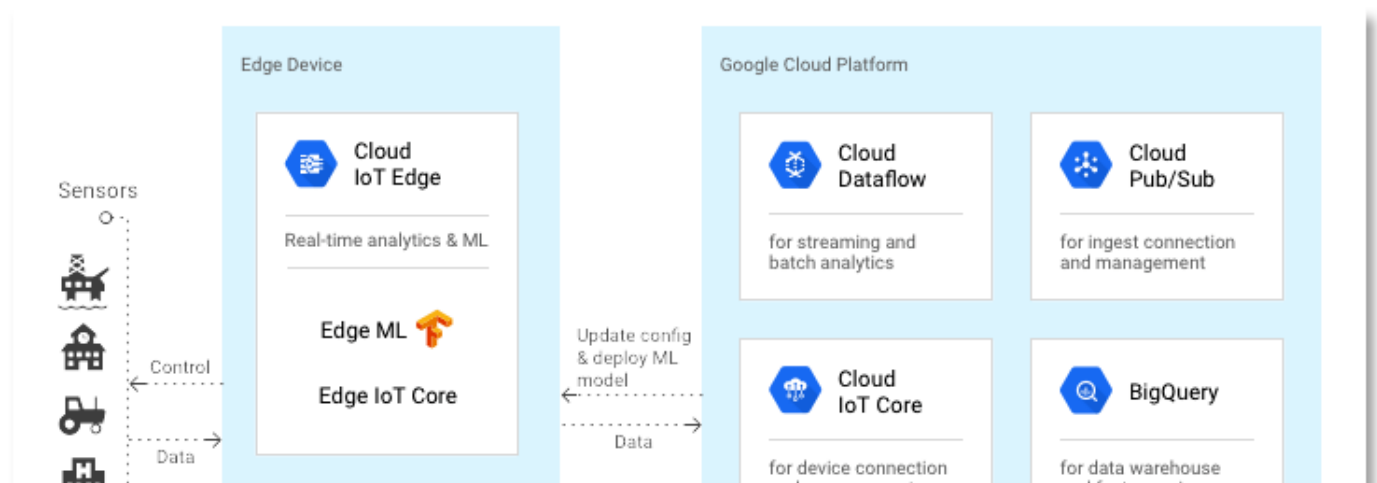 Edge Device
Google Cloud Platform
Sensors
Cloud
IoT Edge
Real-time analytics & ML
Edge ML
Edge IoT Core
Control
Data
Update config
& deploy ML
model
Data
Cloud
Dataflow
for streaming and
batch analytics
Cloud
Pub/Sub
for ingest connection
and management
Cloud
IoT Core
for device connection
BigQuery
for data warehouse